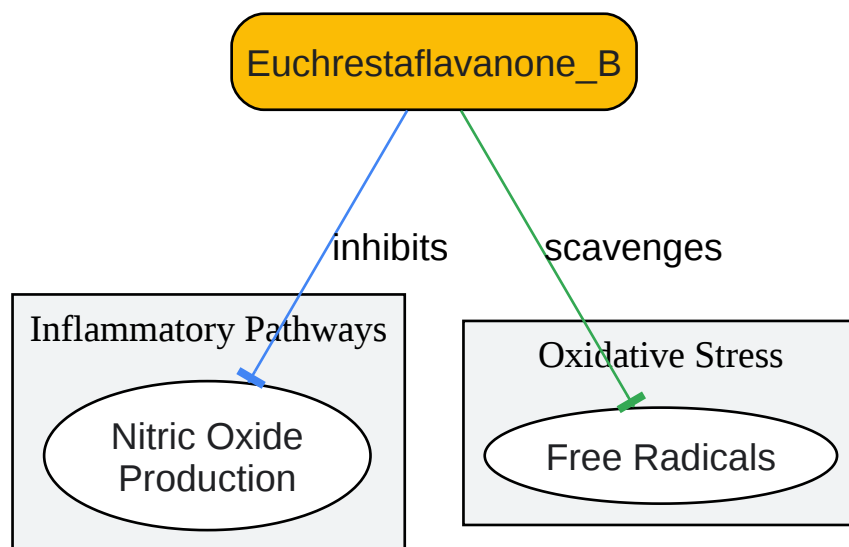 Euchrestaflavanone_B
inhibits
scavenges
Inflammatory Pathways
Oxidative Stress
Nitric Oxide
Production
Free Radicals